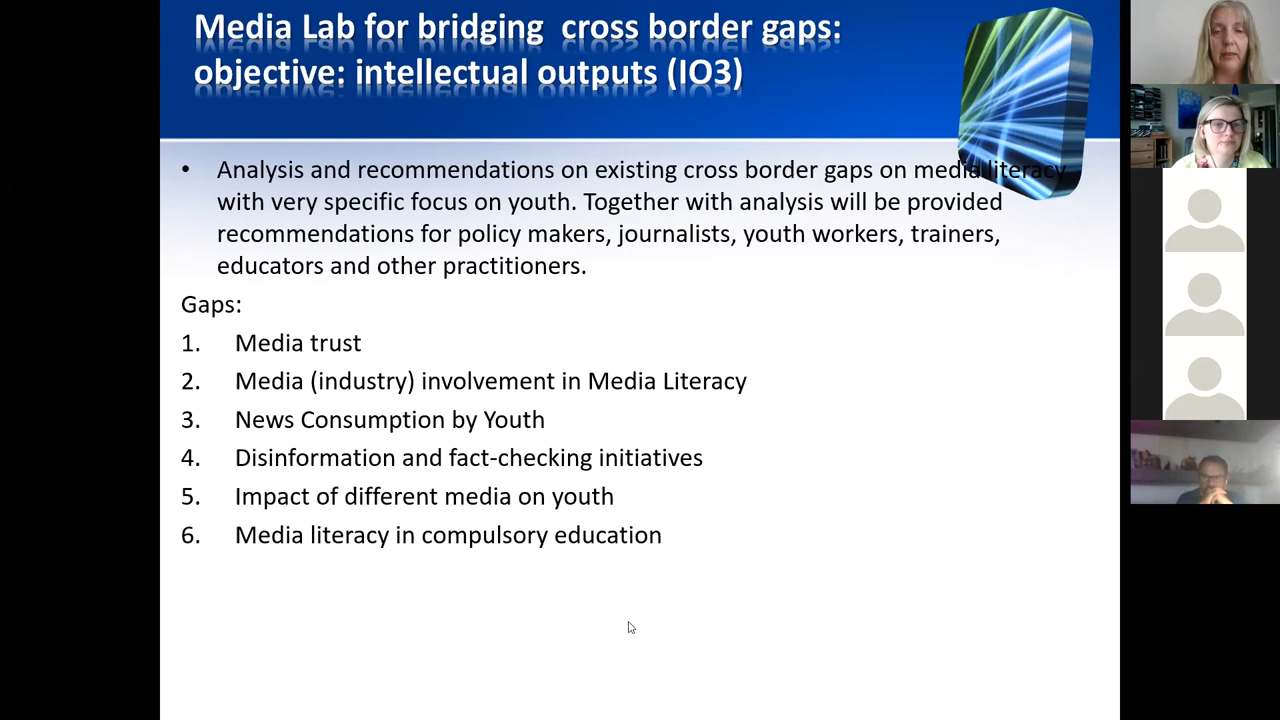 Media Lab for bridging cross border gaps:
objective: intellectual outputs (IO3)
• Analysis and recommendations on existing cross border gaps on media literacy
with very specific focus on youth. Together with analysis will be provided
recommendations for policy makers, journalists, youth workers, trainers,
educators and other practitioners.
Gaps:
1. Media trust
2. Media (industry) involvement in Media Literacy
3. News Consumption by Youth
4. Disinformation and fact-checking initiatives
5. Impact of different media on youth
6. Media literacy in compulsory education